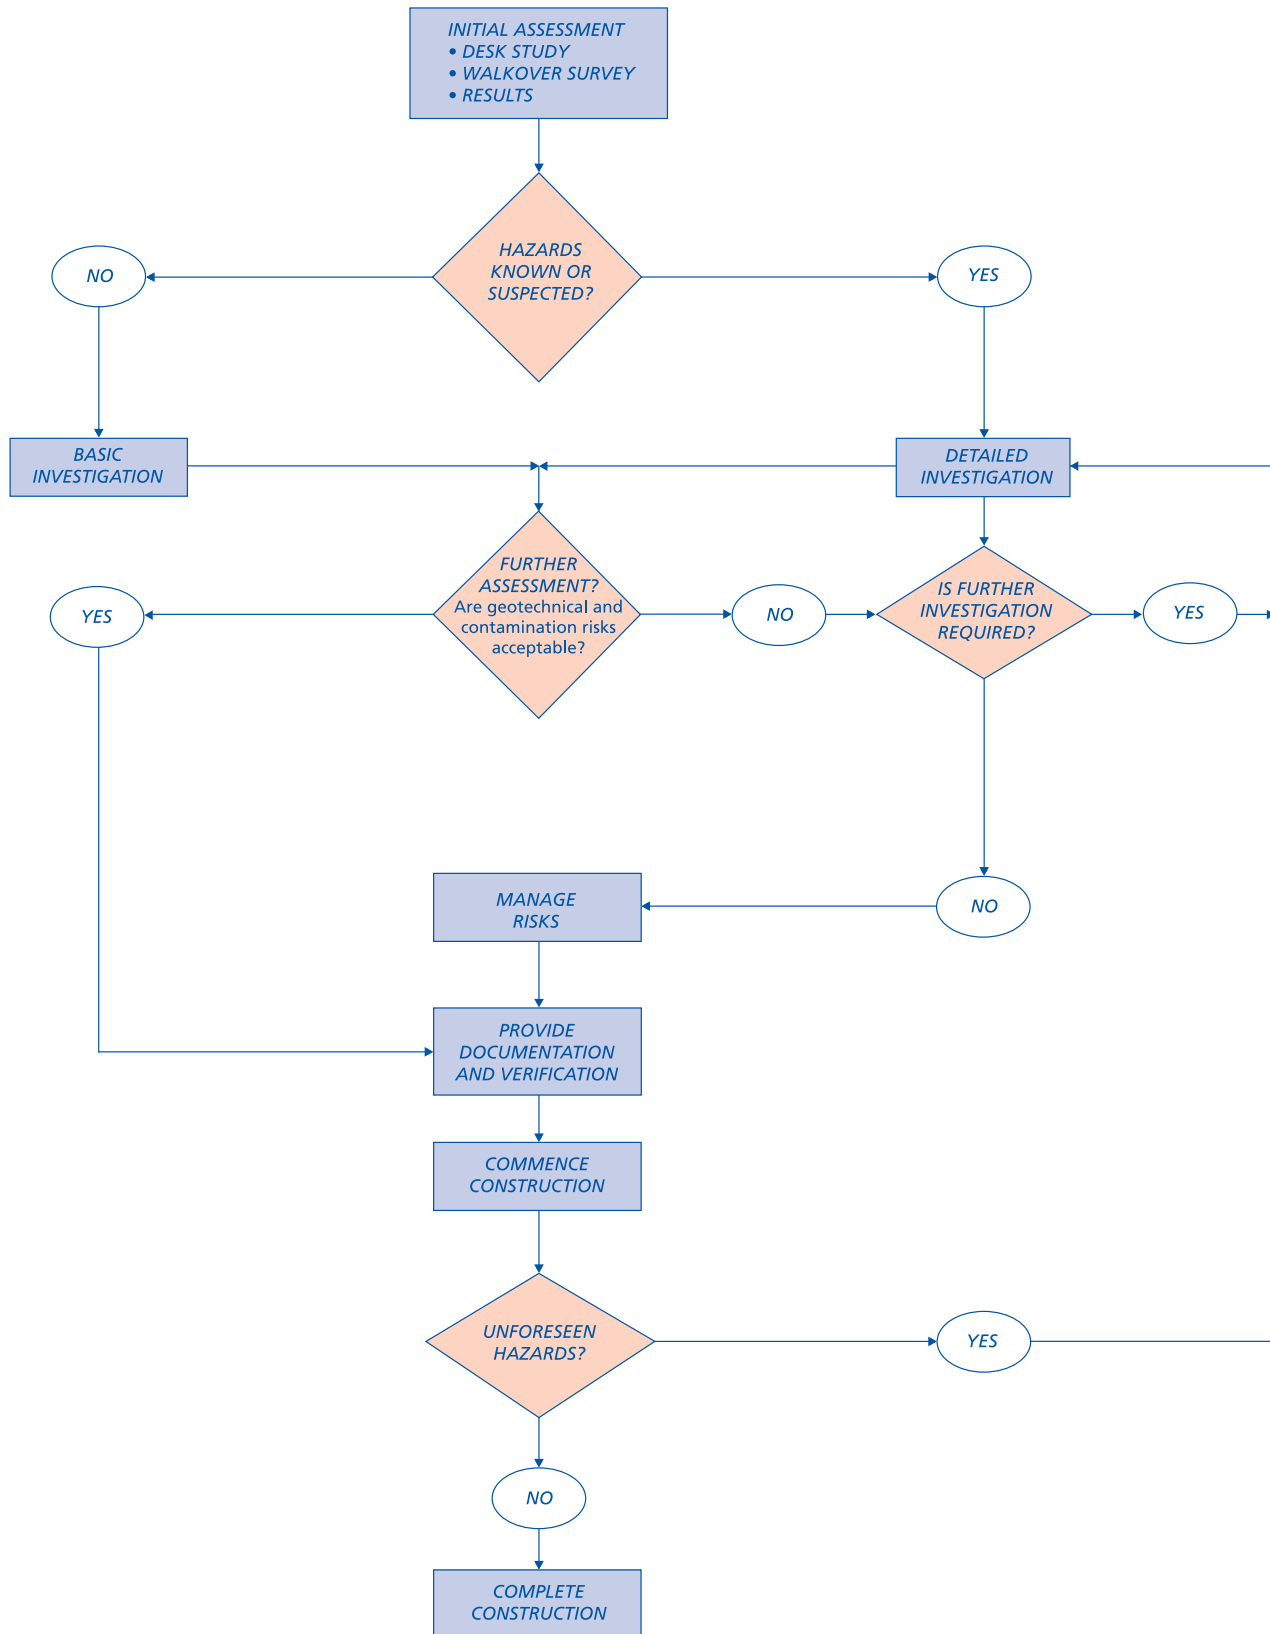 INITIAL ASSESSMENT
• DESK STUDY
• WALKOVER SURVEY
• RESULTS
HAZARDS
KNOWN OR
SUSPECTED?
NO
YES
BASIC
INVESTIGATION
DETAILED
INVESTIGATION
FURTHER
ASSESSMENT?
Are geotechnical and
contamination risks
acceptable?
YES
NO
IS FURTHER
INVESTIGATION
REQUIRED?
YES
MANAGE
RISKS
NO
PROVIDE
DOCUMENTATION
AND VERIFICATION
COMMENCE
CONSTRUCTION
UNFORESEEN
HAZARDS?
YES
NO
COMPLETE
CONSTRUCTION